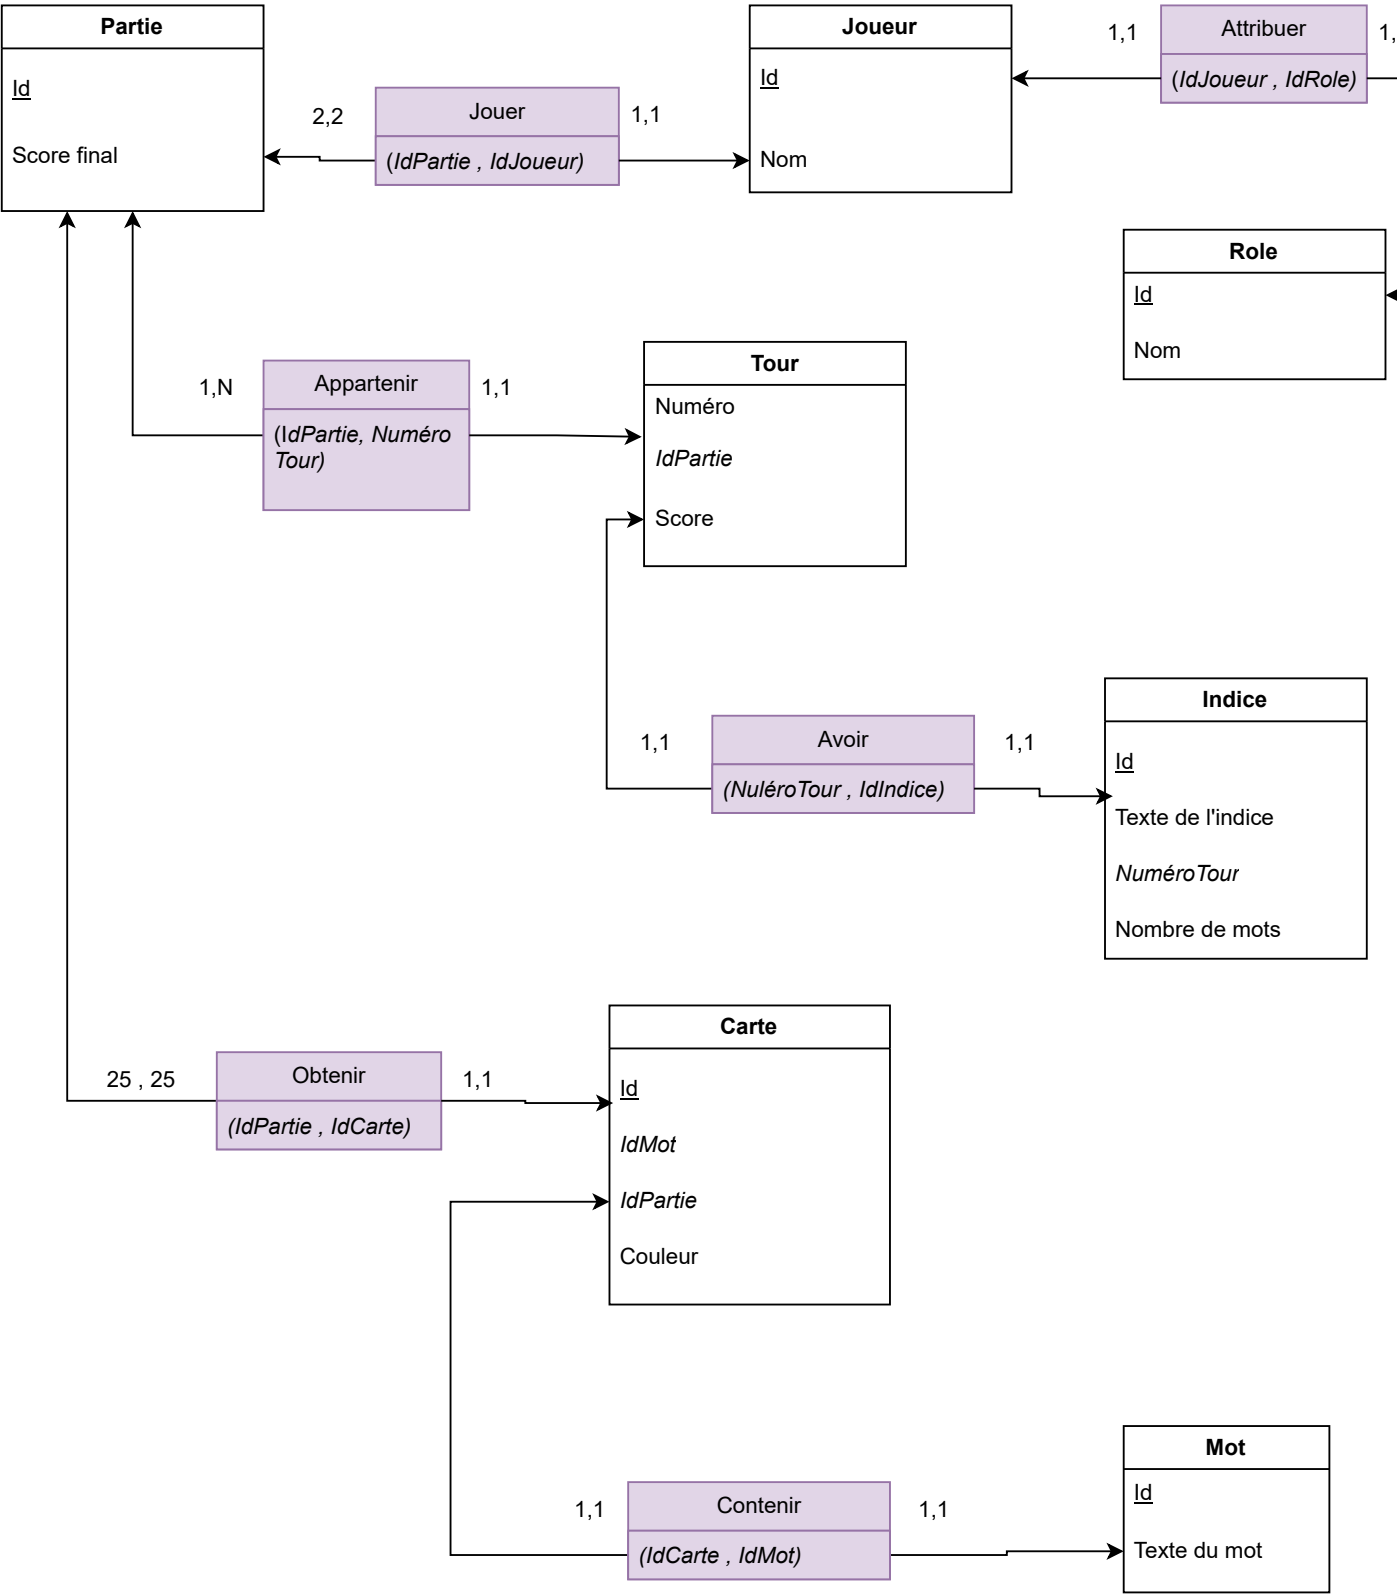 Partie
Id
Score final
2,2
Jouer
(IdPartie , IdJoueur)
1,1
Joueur
Id
Nom
1,1
Attribuer
(IdJoueur , IdRole)
1,
Role
Id
Nom
1,N
Appartenir
(IdPartie, Numéro
Tour)
1,1
Tour
Numéro
IdPartie
Score
1,1
Avoir
(NuléroTour , IdIndice)
1,1
Indice
Id
Texte de l'indice
NuméroTour
Nombre de mots
25 , 25
Obtenir
(IdPartie , IdCarte)
1,1
Carte
Id
IdMot
IdPartie
Couleur
1,1
Contenir
(IdCarte , IdMot)
1,1
Mot
Id
Texte du mot